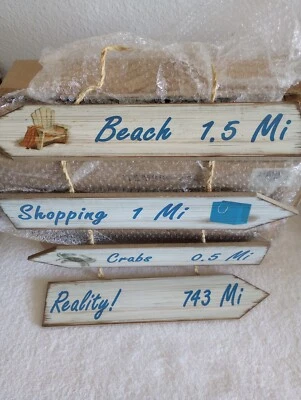 Beach 1.5 Mi
Shopping 1 Mi
Crabs 0.5 Mi
Reality! 743 Mi